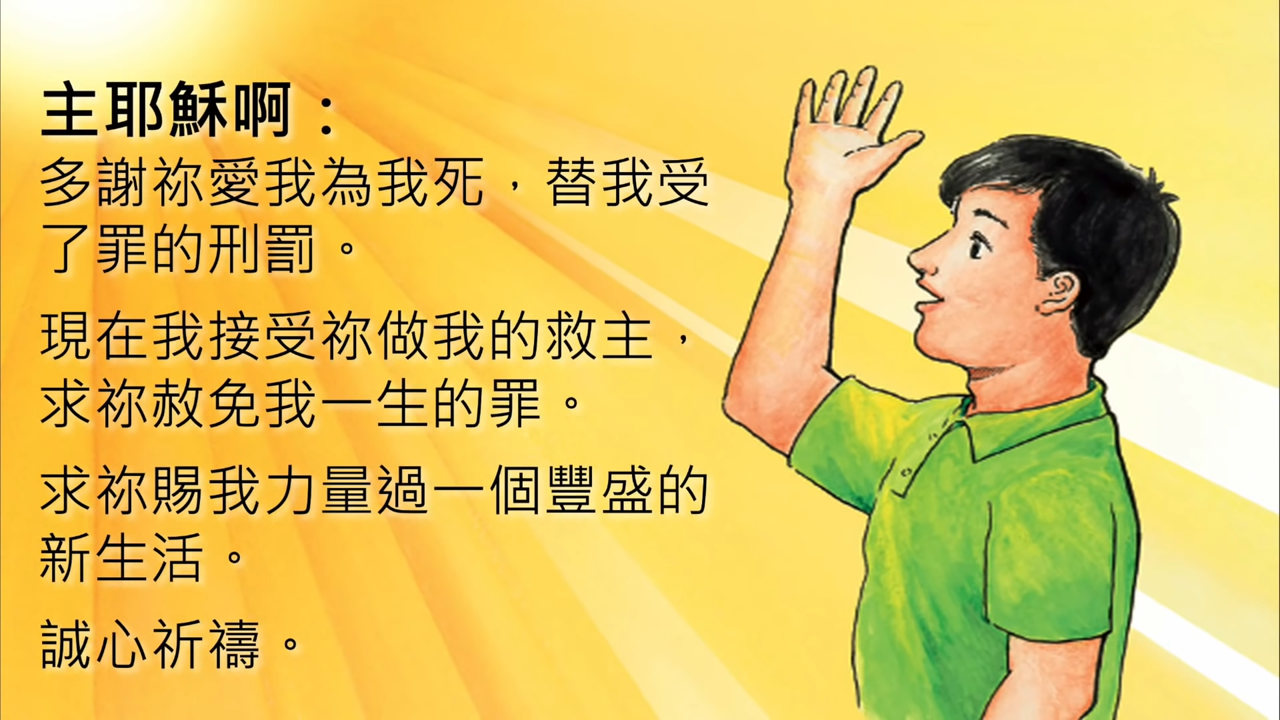 主耶穌啊：
多謝祢愛我為我死，替我受
了罪的刑罰。
現在我接受祢做我的救主，
求祢赦免我一生的罪。
求祢賜我力量過一個豐盛的
新生活。
誠心祈禱。